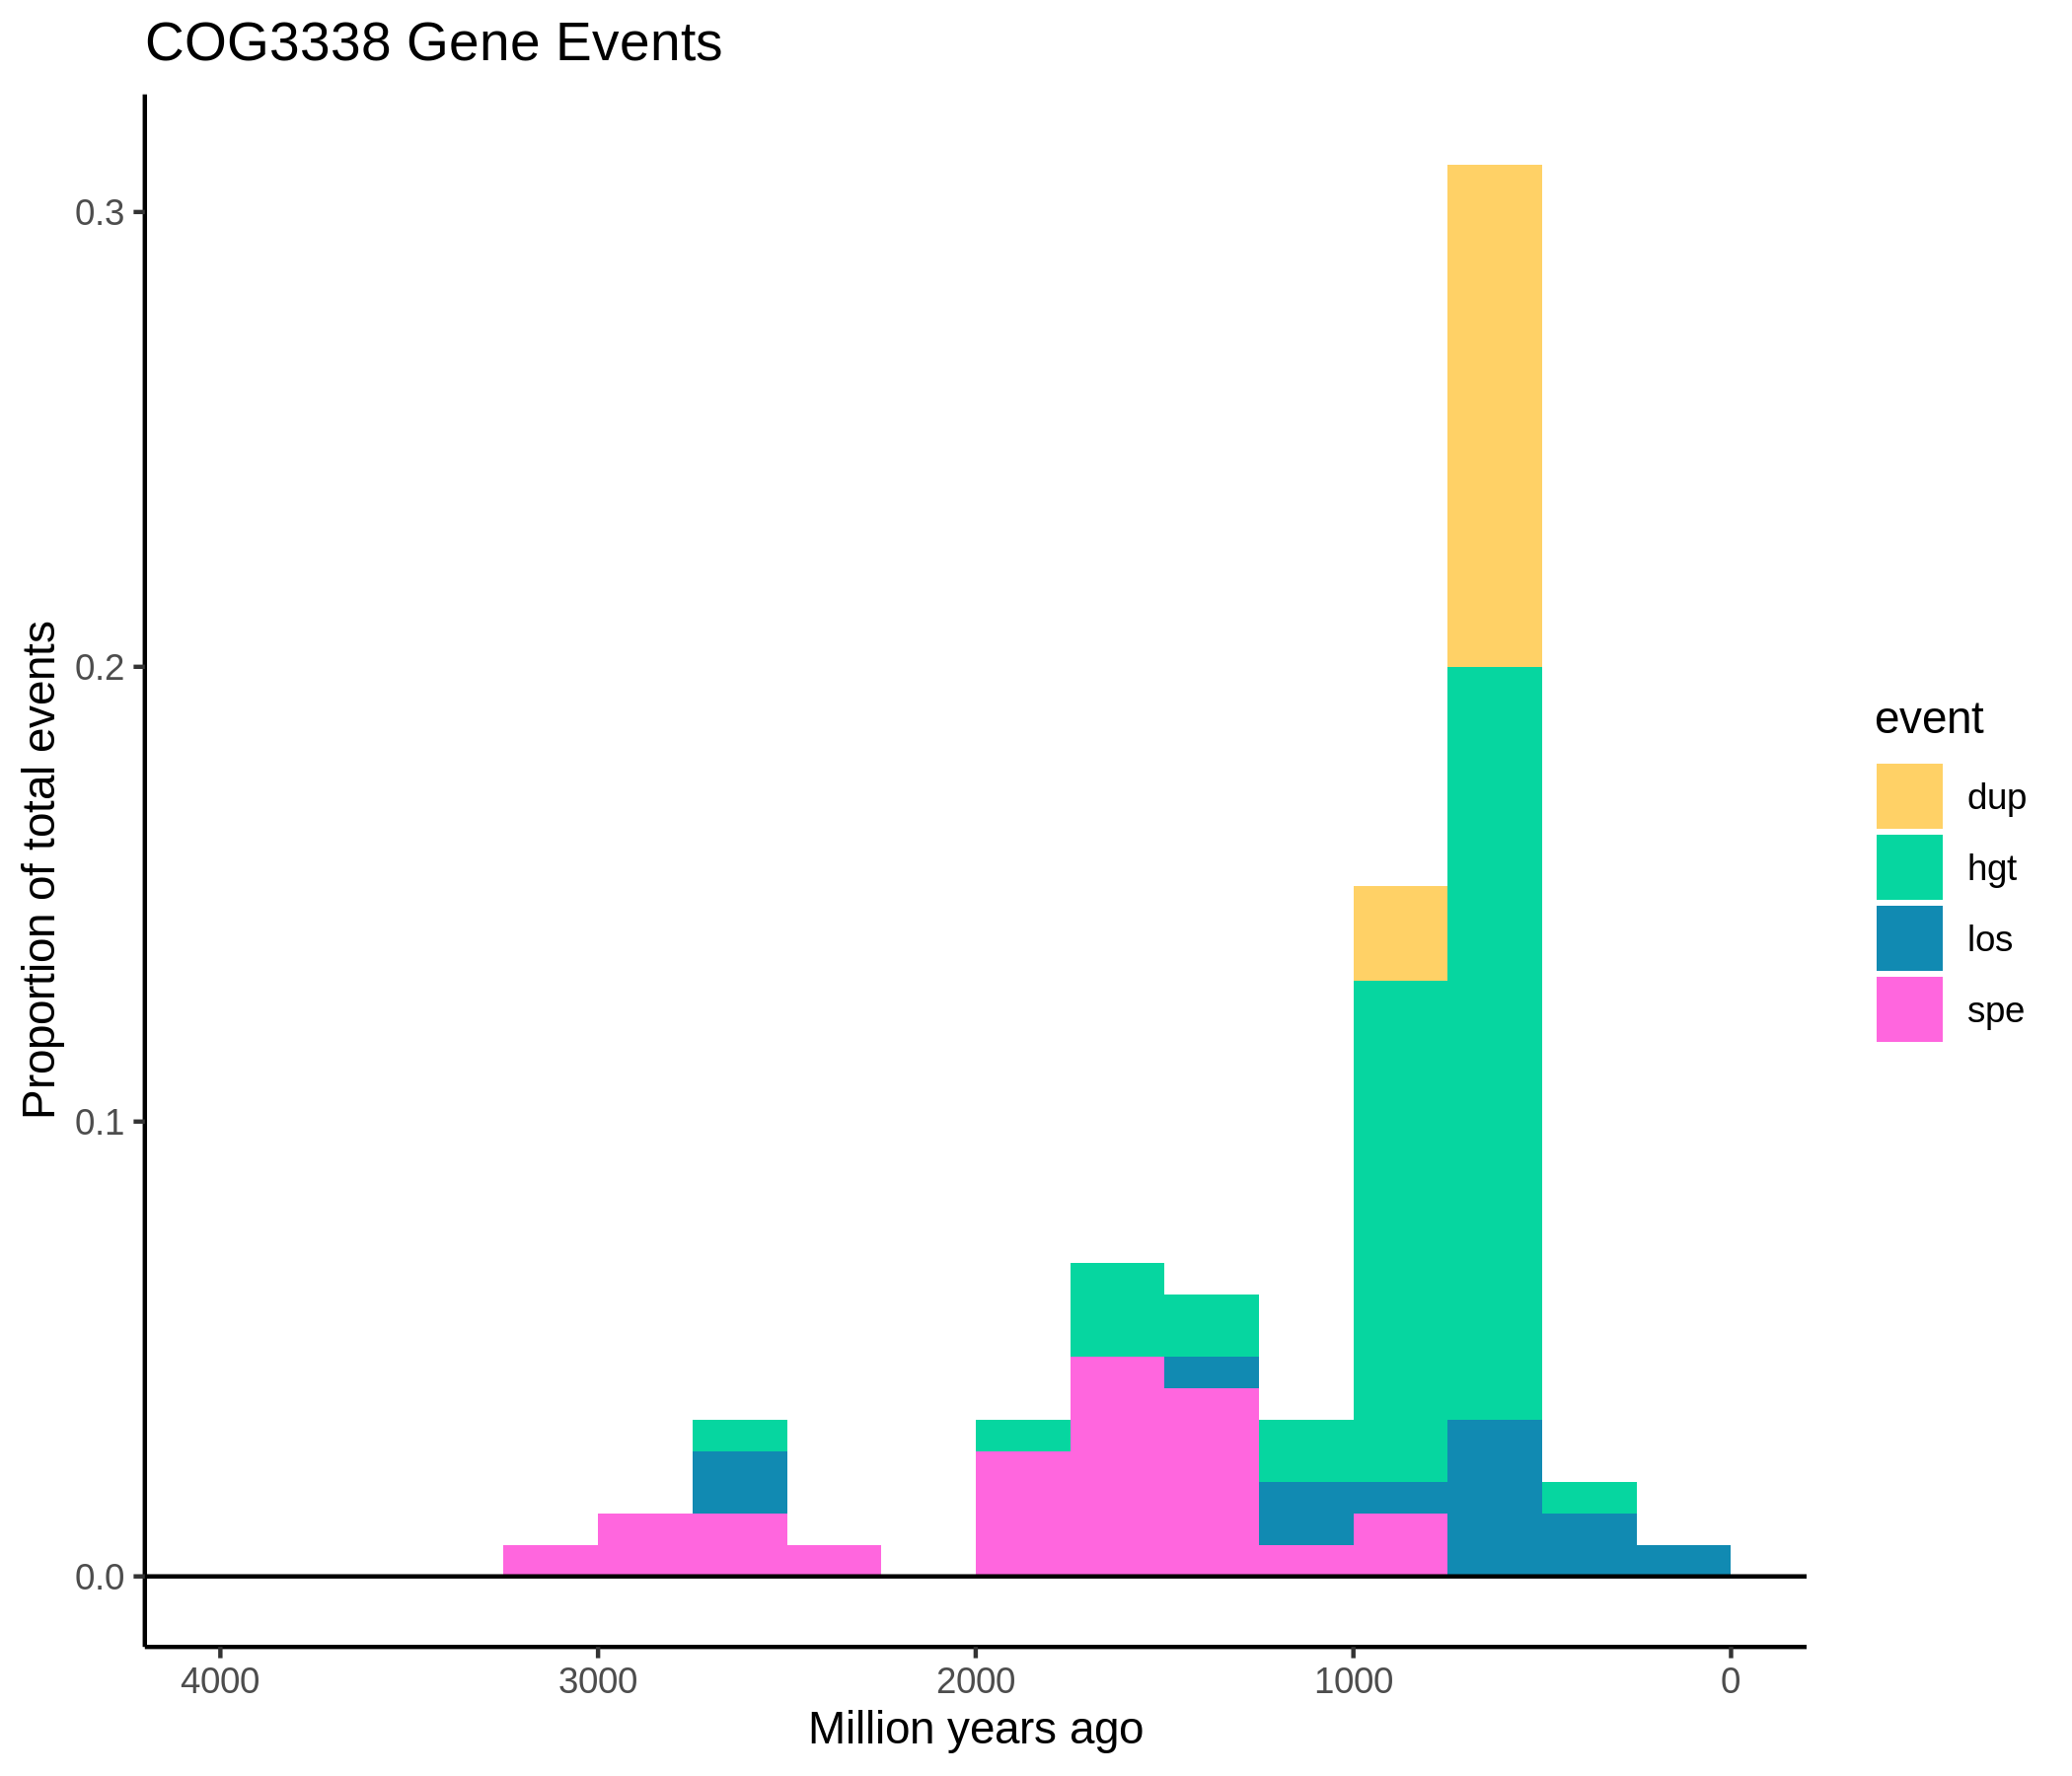 COG3338 Gene Events
Proportion of total events
0.3
0.2
0.1
0.0
4000 3000 2000 1000 0
Million years ago
event
dup
hgt
los
spe